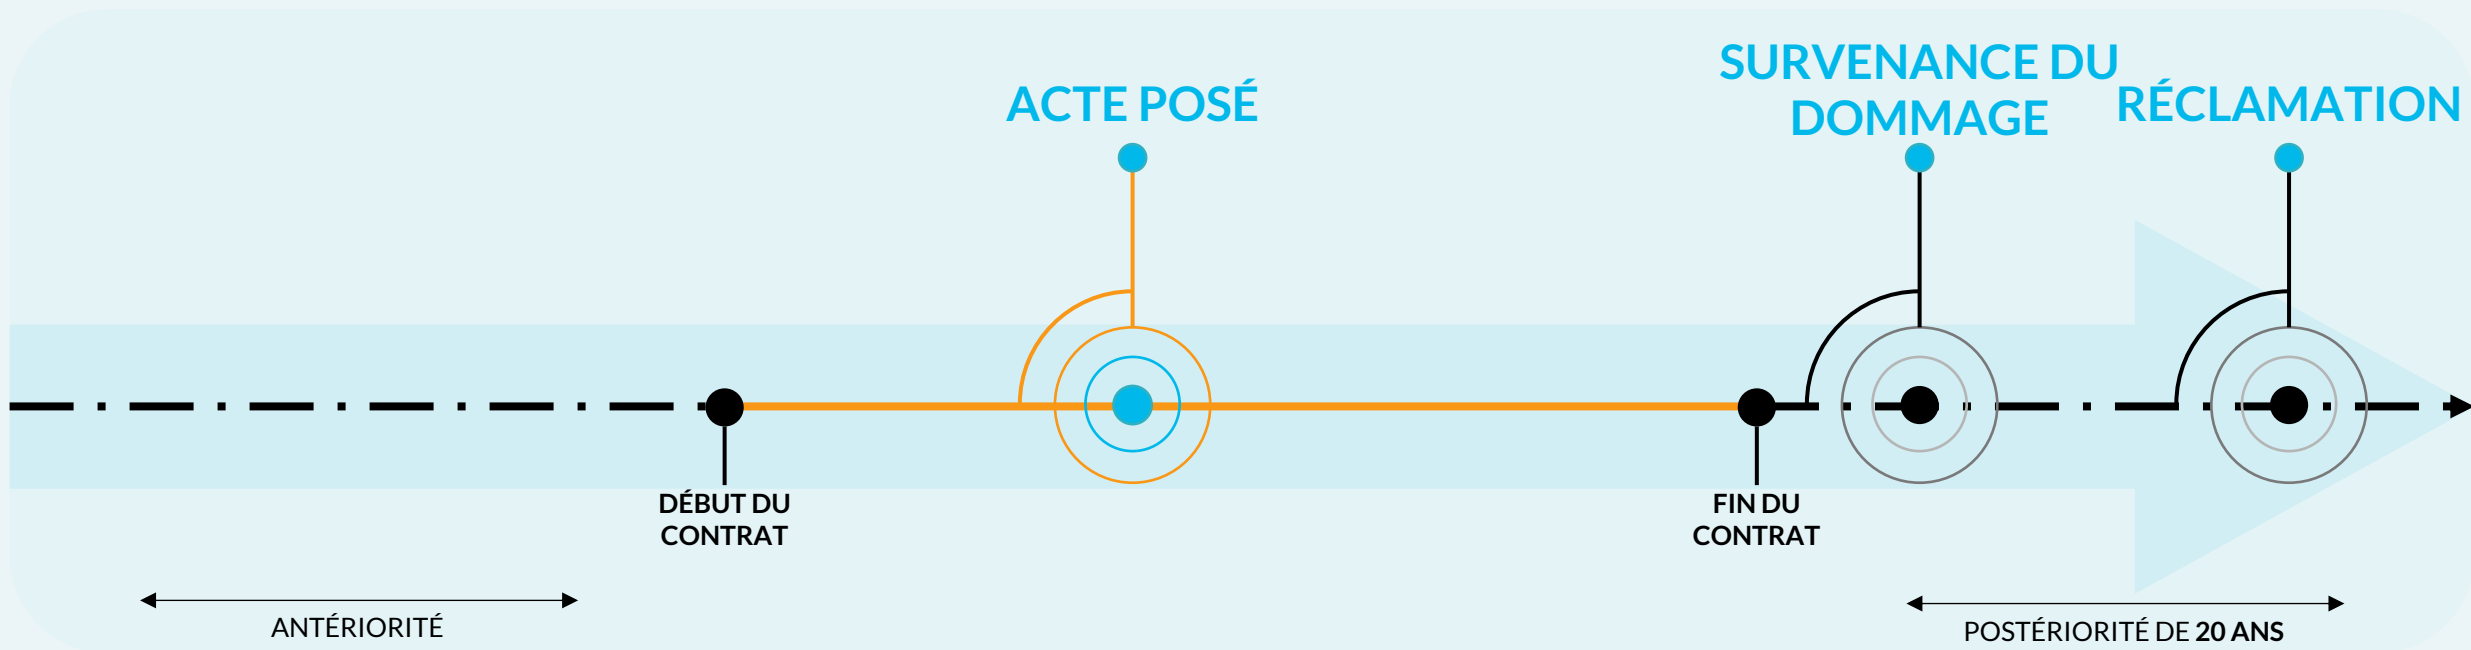 ACTE POSÉ
SURVENANCE DU
DOMMAGE
RÉCLAMATION
DÉBUT DU
CONTRAT
FIN DU
CONTRAT
ANTÉRIORITÉ
POSTÉRIORITÉ DE 20 ANS